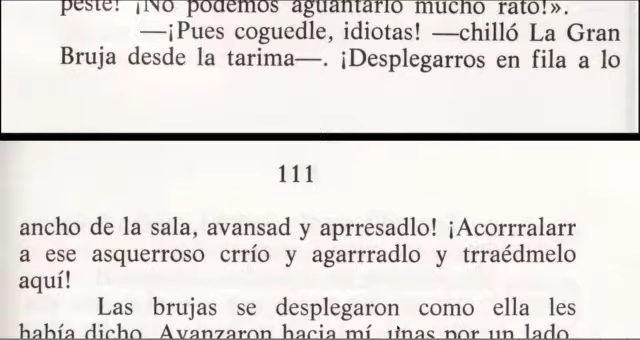 peste! ¡No podemos aguantarlo mucho rato!».
—¡Pues coguedle, idiotas! —chilló La Gran
Bruja desde la tarima—. ¡Desplegarros en fila a lo
111
ancho de la sala, avansad y aprresadlo! ¡Acorrralarr
a ese asquerroso crrío y agarrradlo y trraédmelo
aquí!
Las brujas se desplegaron como ella les
había dicho. Avanzaron hacia mí, unas por un lado,